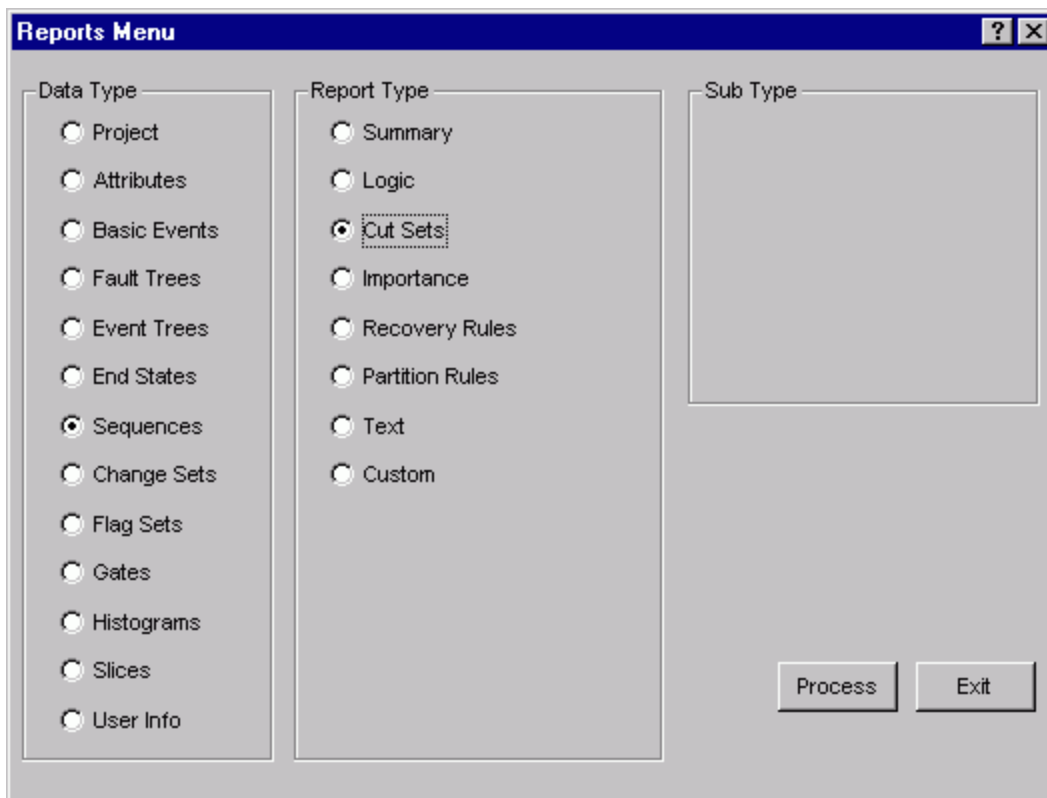 Reports Menu
Data Type
Project
Attributes
Basic Events
Fault Trees
Event Trees
End States
Sequences
Change Sets
Flag Sets
Gates
Histograms
Slices
User Info
Report Type
Summary
Logic
Cut Sets
Importance
Recovery Rules
Partition Rules
Text
Custom
Sub Type
Process
Exit